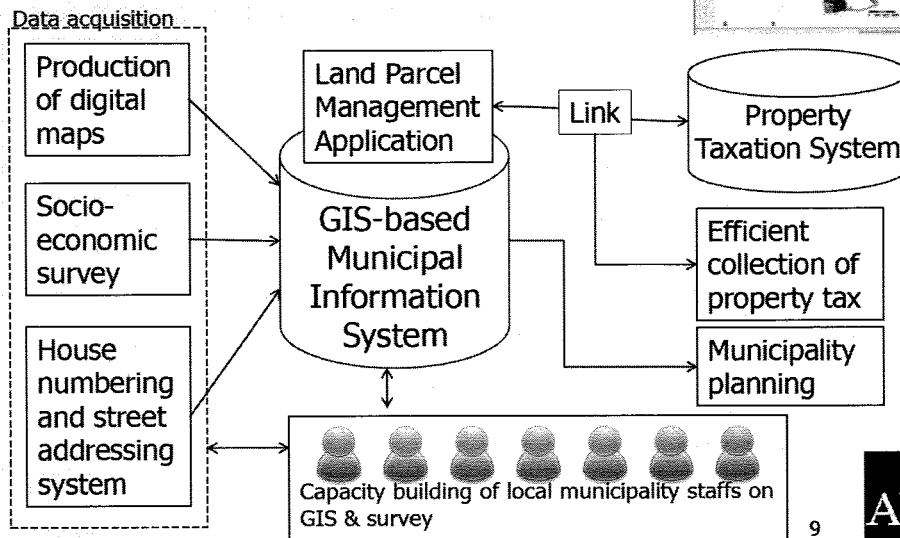 Data acquisition
Production
of digital
maps
Socio-
economic
survey
House
numbering
and street
addressing
system
Land Parcel
Management
Application
GIS-based
Municipal
Information
System
Link
Property
Taxation System
Efficient
collection of
property tax
Municipality
planning
Capacity building of local municipality staffs on
GIS & survey
9
A